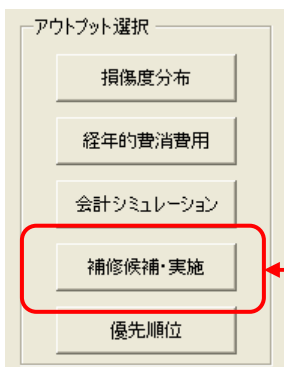 アウトプット選択
損傷度分布
経年的費消費用
会計シミュレーション
補修候補・実施
優先順位